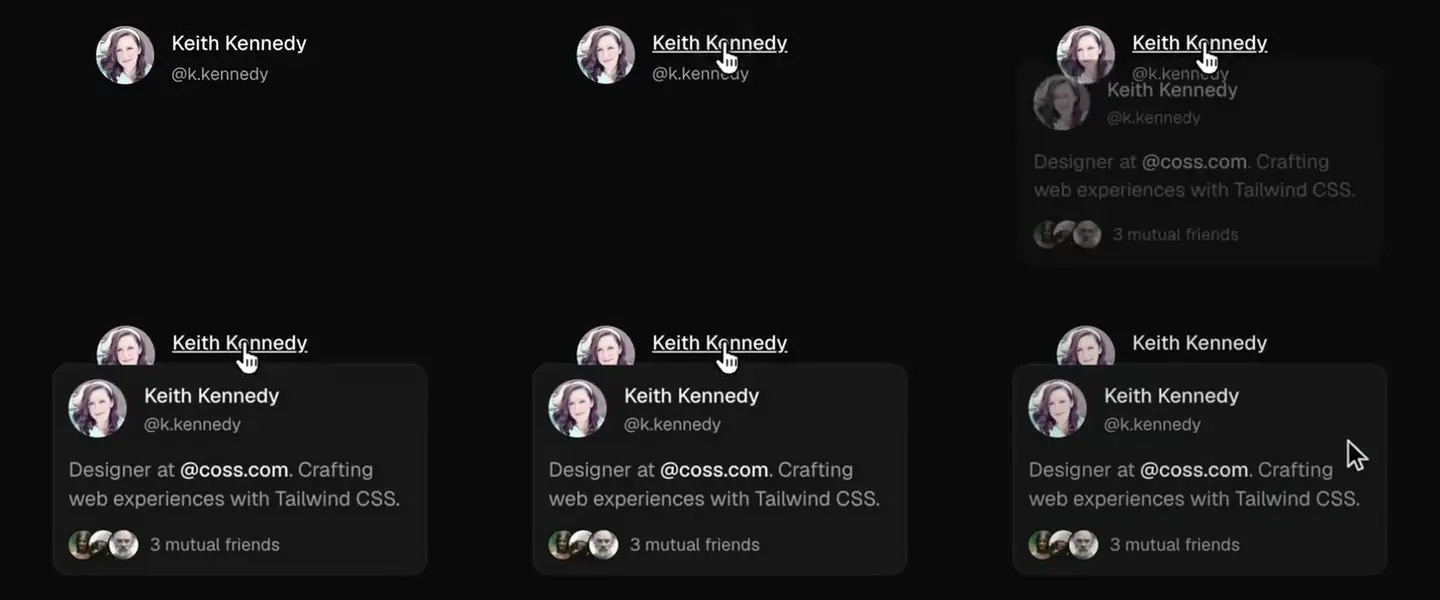 Keith Kennedy
@k.kennedy
Keith Kennedy
@k.kennedy
Keith Kennedy
@k.kennedy
Keith Kennedy
@k.kennedy
Designer at @coss.com. Crafting
web experiences with Tailwind CSS.
3 mutual friends
Keith Kennedy
Keith Kennedy
@k.kennedy
Designer at @coss.com. Crafting
web experiences with Tailwind CSS.
3 mutual friends
Keith Kennedy
Keith Kennedy
@k.kennedy
Designer at @coss.com. Crafting
web experiences with Tailwind CSS.
3 mutual friends
Keith Kennedy
Keith Kennedy
@k.kennedy
Designer at @coss.com. Crafting
web experiences with Tailwind CSS.
3 mutual friends